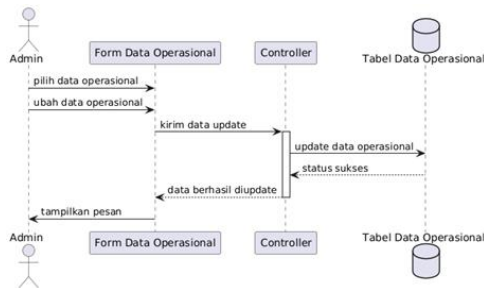 Admin
Form Data Operasional
Controller
Tabel Data Operasional
pilih data operasional
ubah data operasional
kirim data update
update data operasional
status sukses
data berhasil diupdate
tampilkan pesan
Admin
Form Data Operasional
Controller
Tabel Data Operasional